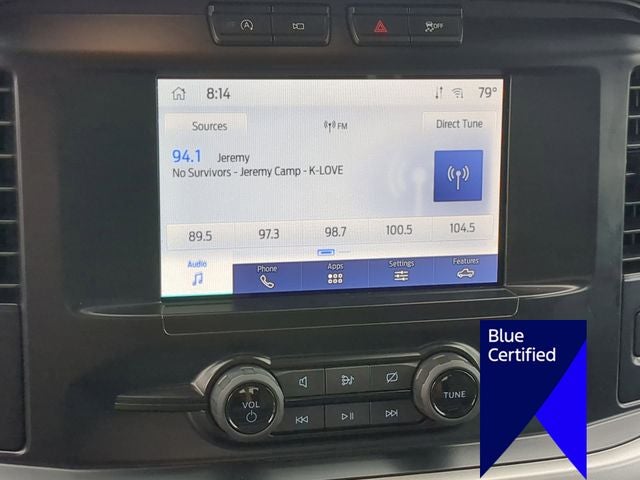 OFF
8:14
79°
Sources
FM
Direct Tune
94.1 Jeremy
No Survivors - Jeremy Camp - K-LOVE
89.5 97.3 98.7 100.5 104.5
Audio Phone Apps Settings Features
Blue
Certified
VOL
TUNE